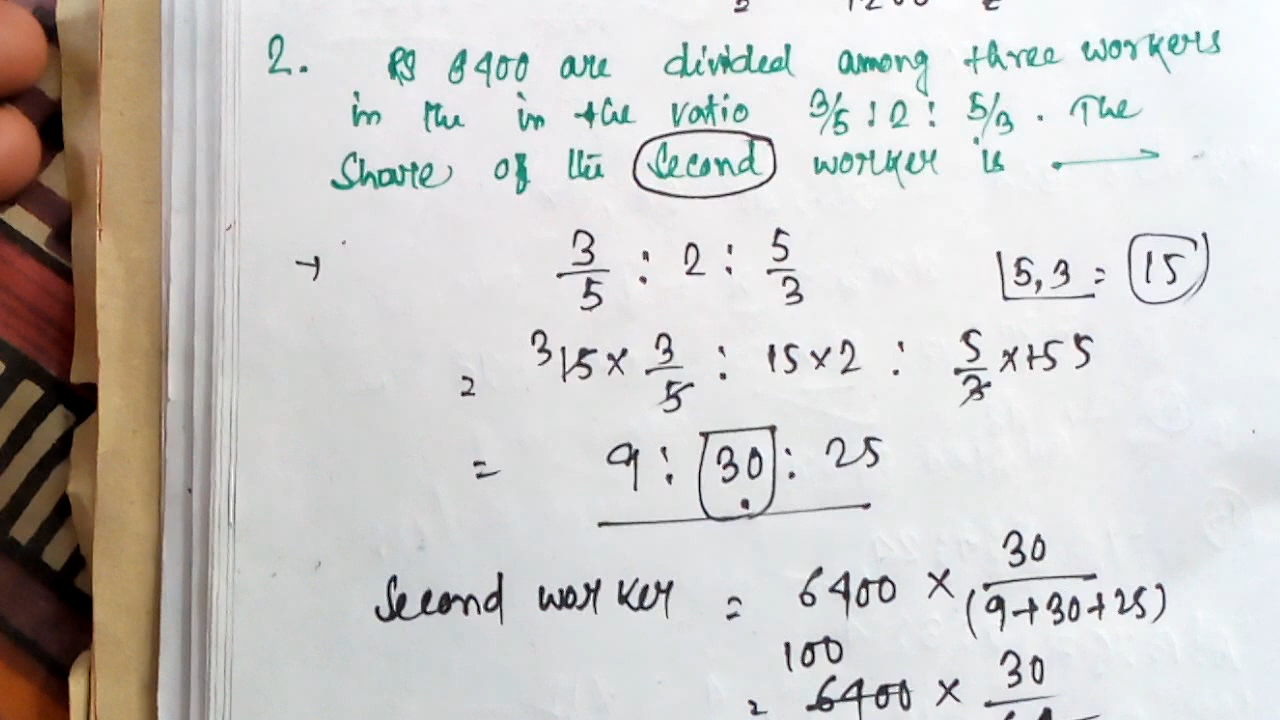 1200
2. RS 6400 are divided among three workers
in the in the ratio 3/5 : 2 : 5/3 . The
Share of the Second worker is →
→ 3/5 : 2 : 5/3 5, 3 = 15
= 3 15 × 3/5 : 15 × 2 : 5/3 × 15 5
= 9 : 30 : 25
Second worker = 6400 × 30/(9+30+25)
100
= 6400 × 30/64